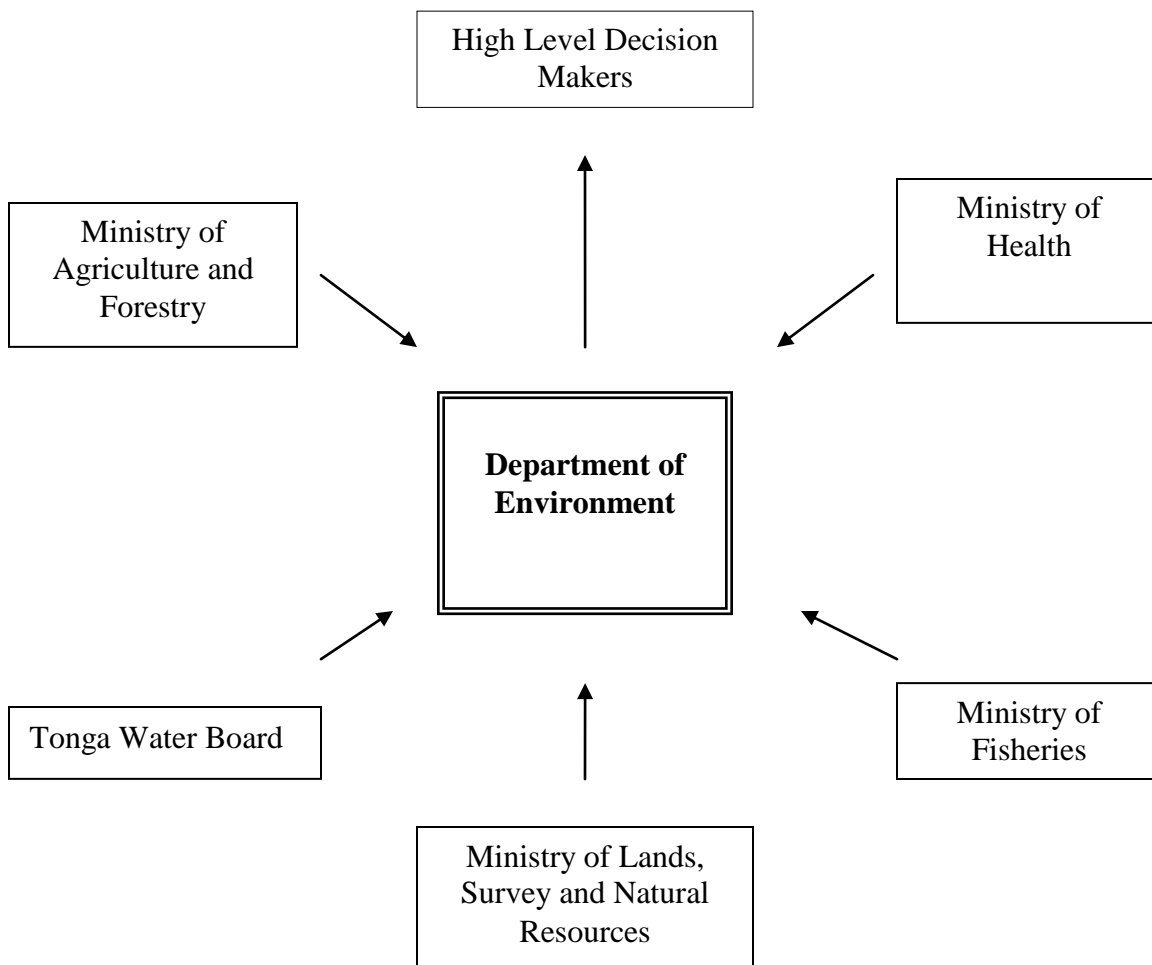 High Level Decision
Makers
Ministry of
Agriculture and
Forestry
Ministry of
Health
Department of
Environment
Tonga Water Board
Ministry of
Fisheries
Ministry of Lands,
Survey and Natural
Resources